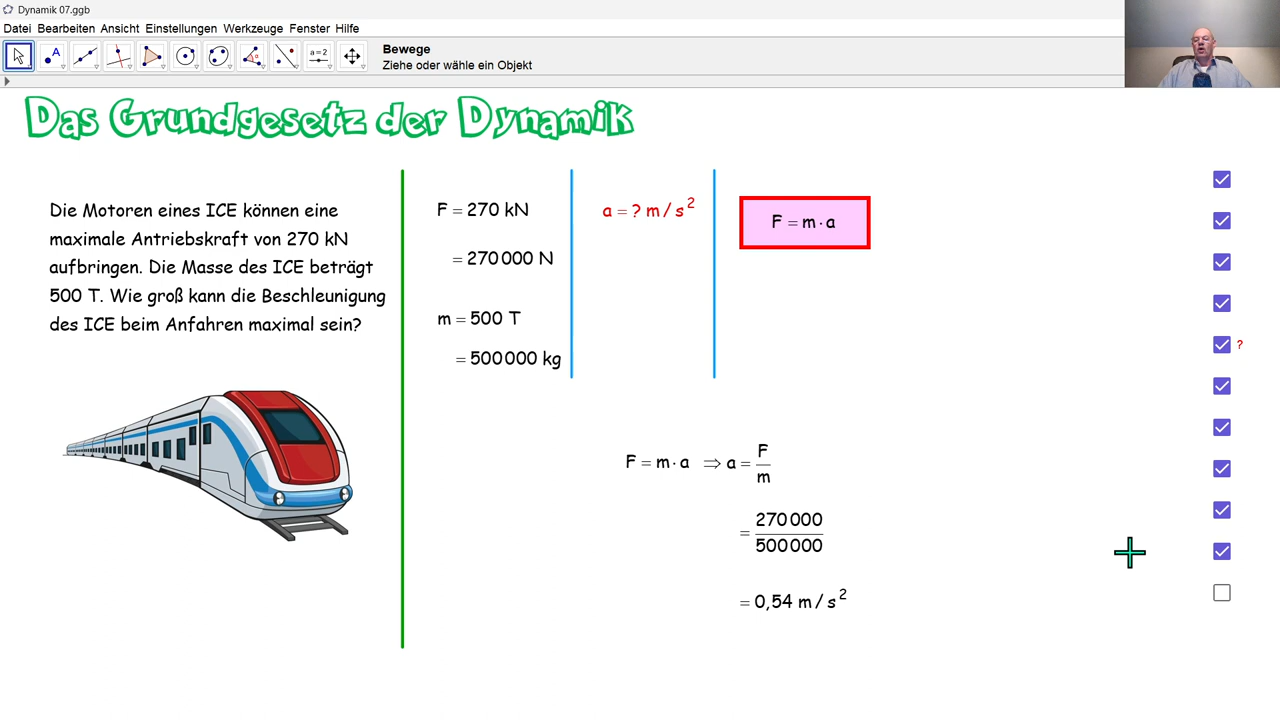 Dynamik 07.ggb
Datei Bearbeiten Ansicht Einstellungen Werkzeuge Fenster Hilfe
A
a=2
Bewege
Ziehe oder wähle ein Objekt
Das Grundgesetz der Dynamik
Die Motoren eines ICE können eine
maximale Antriebskraft von 270 kN
aufbringen. Die Masse des ICE beträgt
500 T. Wie groß kann die Beschleunigung
des ICE beim Anfahren maximal sein?
F = 270 kN
= 270 000 N
m = 500 T
= 500 000 kg
a = ? m / s²
F = m · a
?
F = m · a ⇒ a = F / m
= 270 000 / 500 000
= 0,54 m / s²